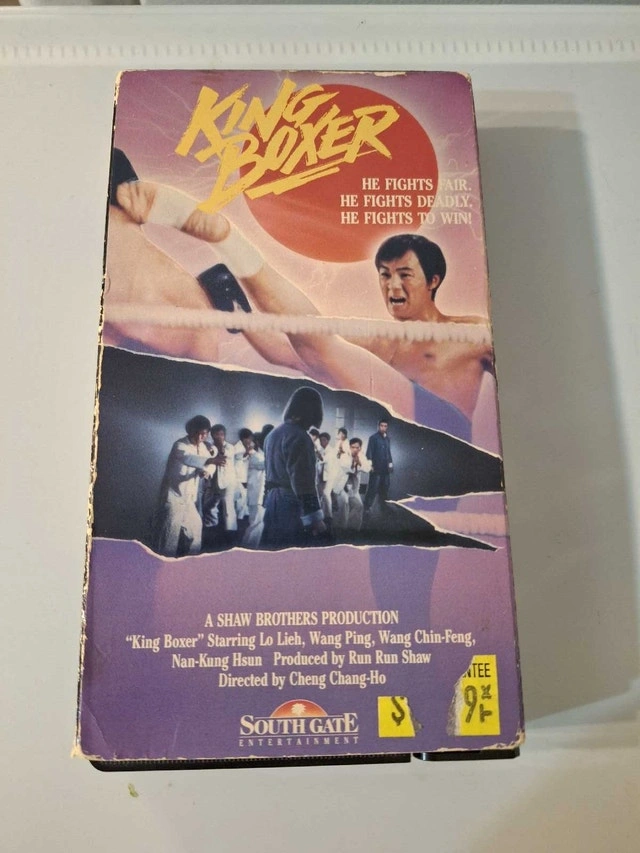 KING
BOXER
HE FIGHTS FAIR.
HE FIGHTS DEADLY.
HE FIGHTS TO WIN!
A SHAW BROTHERS PRODUCTION
"King Boxer" Starring Lo Lieh, Wang Ping, Wang Chin-Feng,
Nan-Kung Hsun Produced by Run Run Shaw
Directed by Cheng Chang-Ho
SOUTH GATE
ENTERTAINMENT
NTEE
$